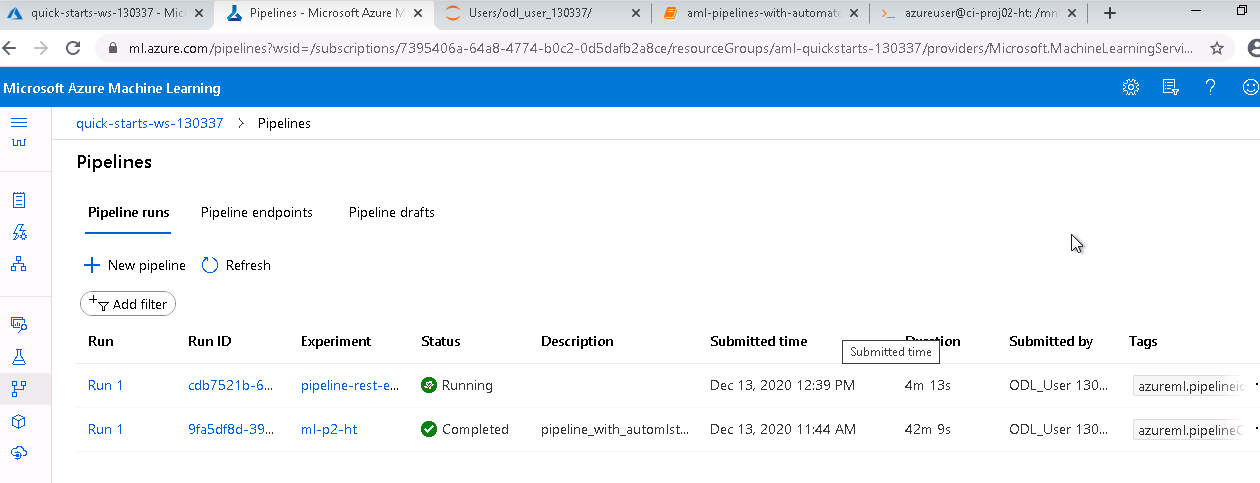 quick-starts-ws-130337 - Mic
Pipelines - Microsoft Azure M
Users/odl_user_130337/
aml-pipelines-with-automate
azureuser@ci-proj02-ht: /mn
ml.azure.com/pipelines?wsid=/subscriptions/7395406a-64a8-4774-b0c2-0d5dafb2a8ce/resourceGroups/aml-quickstarts-130337/providers/Microsoft.MachineLearningServi...
Microsoft Azure Machine Learning
quick-starts-ws-130337 > Pipelines
Pipelines
Pipeline runs Pipeline endpoints Pipeline drafts
New pipeline Refresh
Add filter
Run Run ID Experiment Status Description Submitted time Duration Submitted by Tags
Submitted time
Run 1 cdb7521b-6... pipeline-rest-e... Running Dec 13, 2020 12:39 PM 4m 13s ODL_User 130... azureml.pipelineid
Run 1 9fa5df8d-39... ml-p2-ht Completed pipeline_with_automlst... Dec 13, 2020 11:44 AM 42m 9s ODL_User 130... azureml.pipelineC